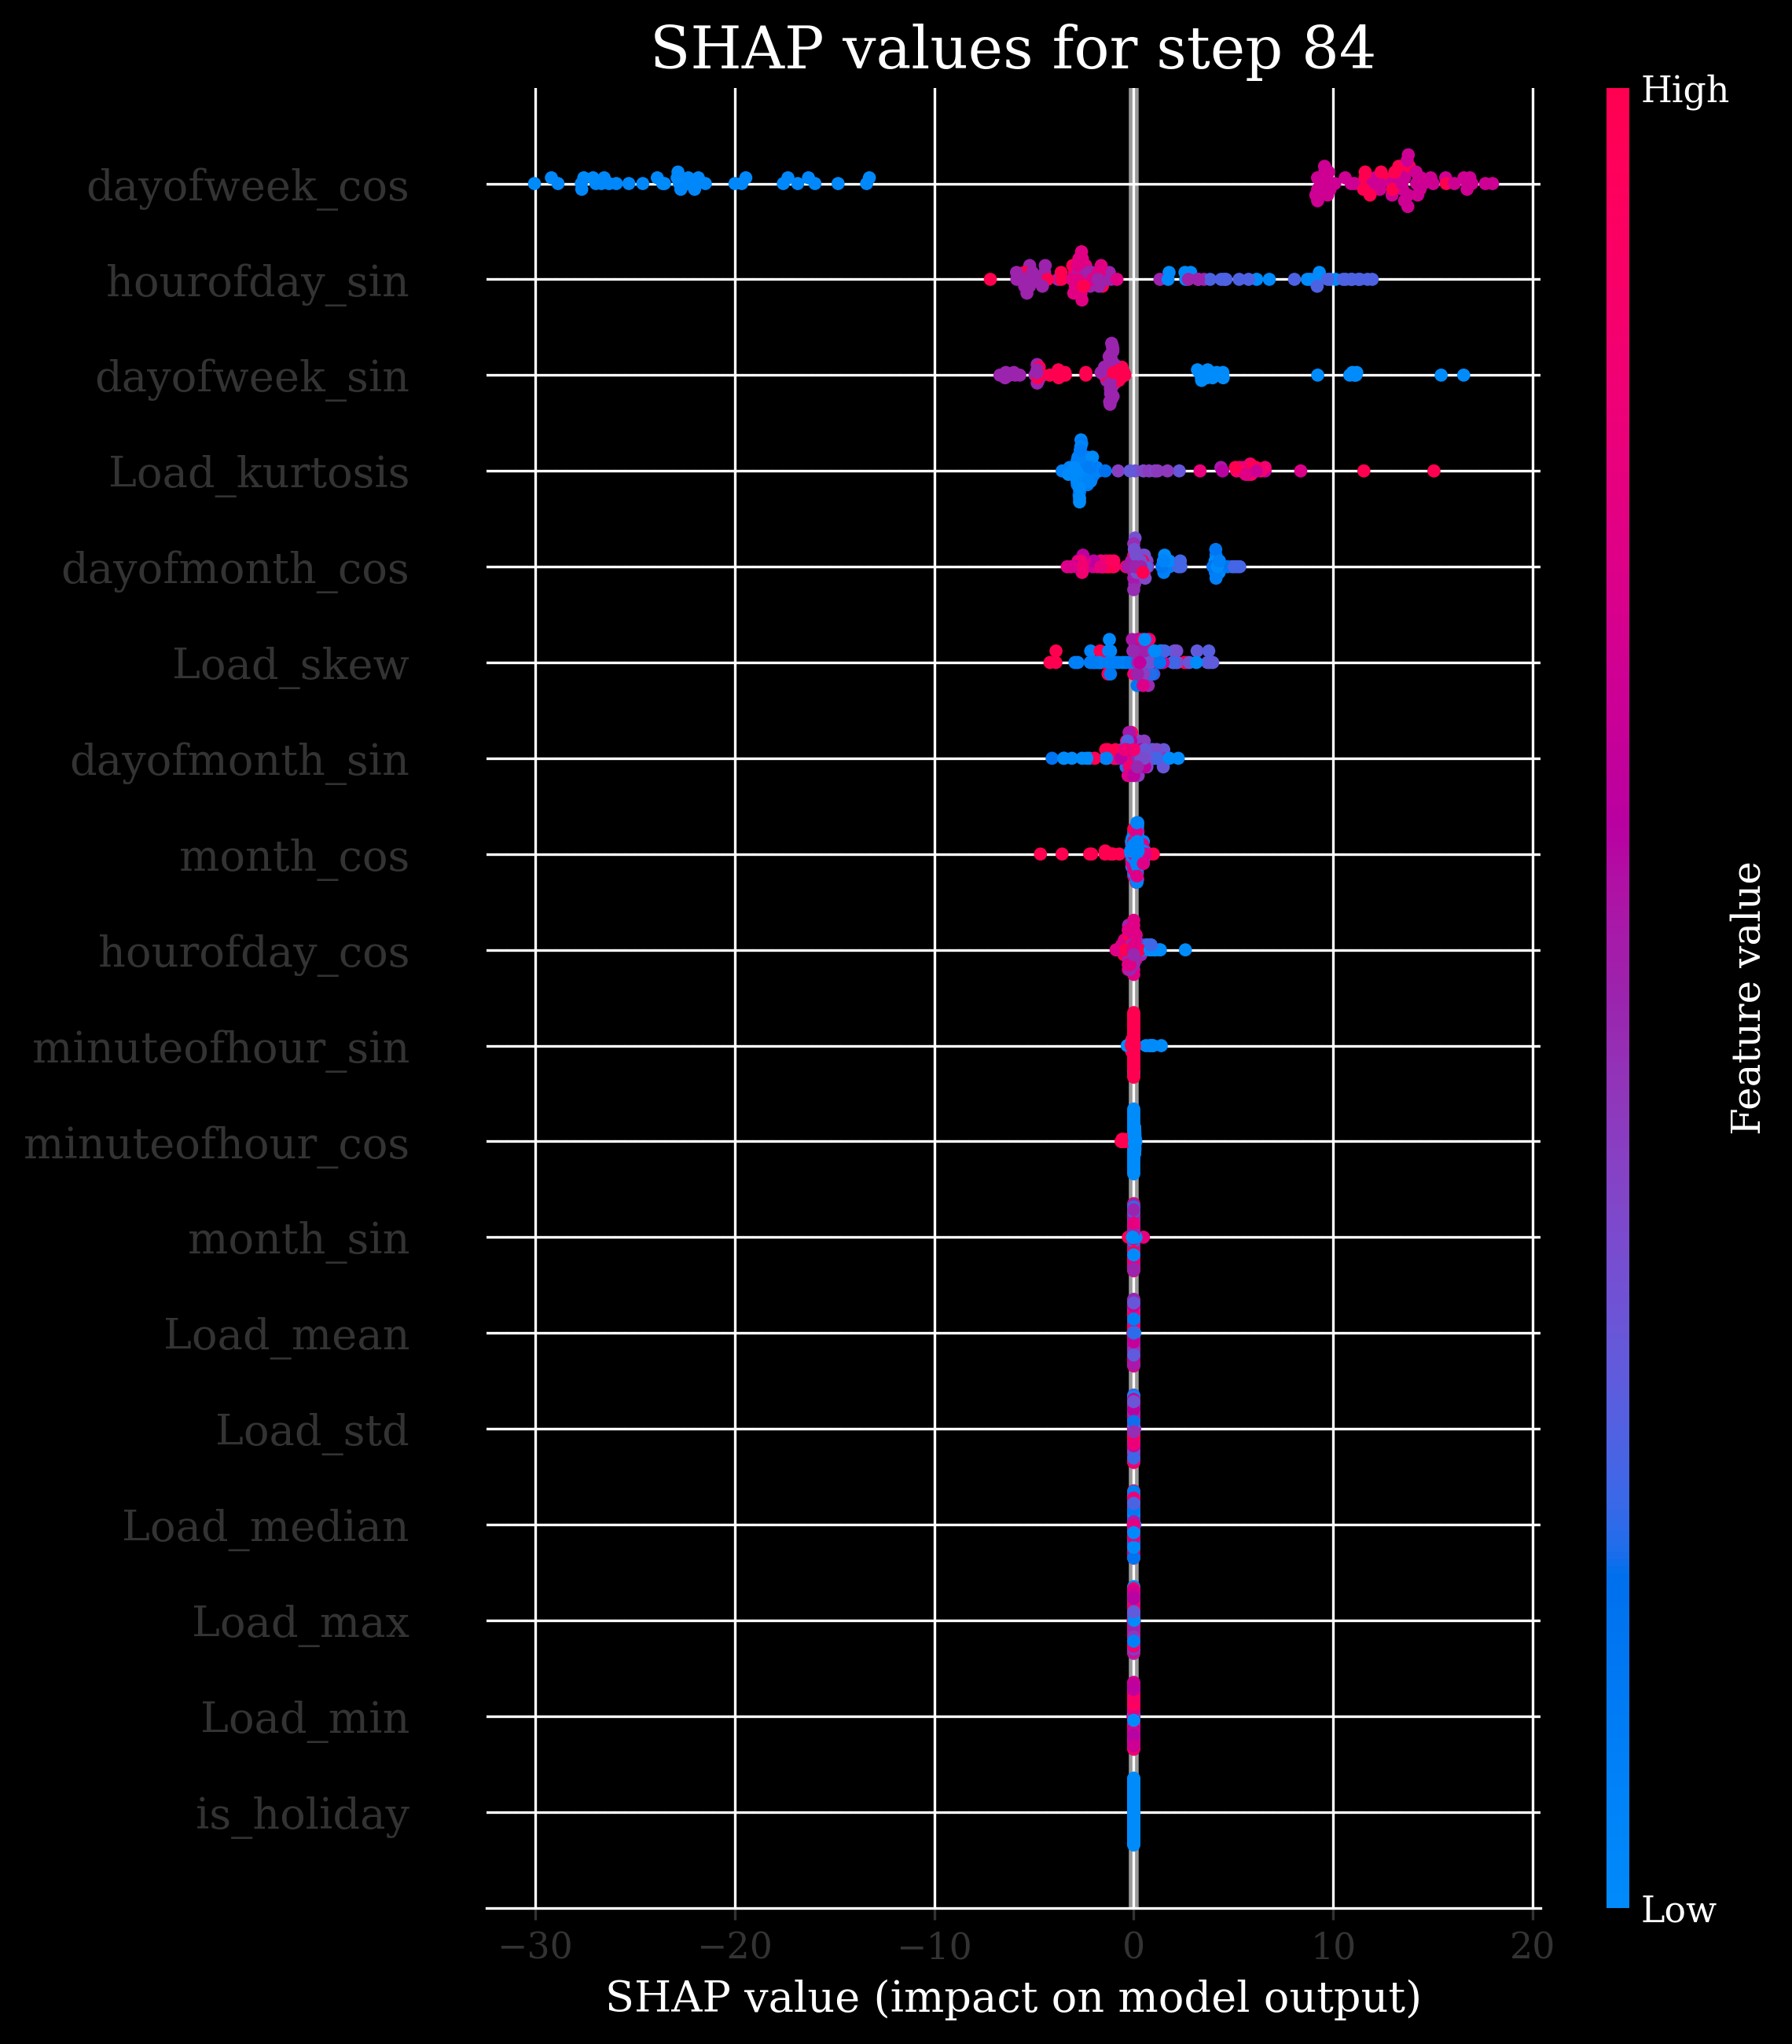 SHAP values for step 84
High
dayofweek_cos
hourofday_sin
dayofweek_sin
Load_kurtosis
dayofmonth_cos
Load_skew
dayofmonth_sin
month_cos
hourofday_cos
minuteofhour_sin
minuteofhour_cos
month_sin
Load_mean
Load_std
Load_median
Load_max
Load_min
is_holiday
Feature value
Low
−30 −20 −10 0 10 20
SHAP value (impact on model output)